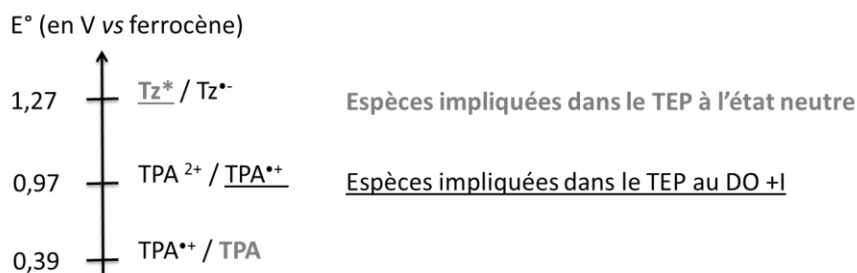 E° (en V vs ferrocène)
1,27 Tz* / Tz•- Espèces impliquées dans le TEP à l'état neutre
0,97 TPA 2+ / TPA•+ Espèces impliquées dans le TEP au DO +I
0,39 TPA•+ / TPA